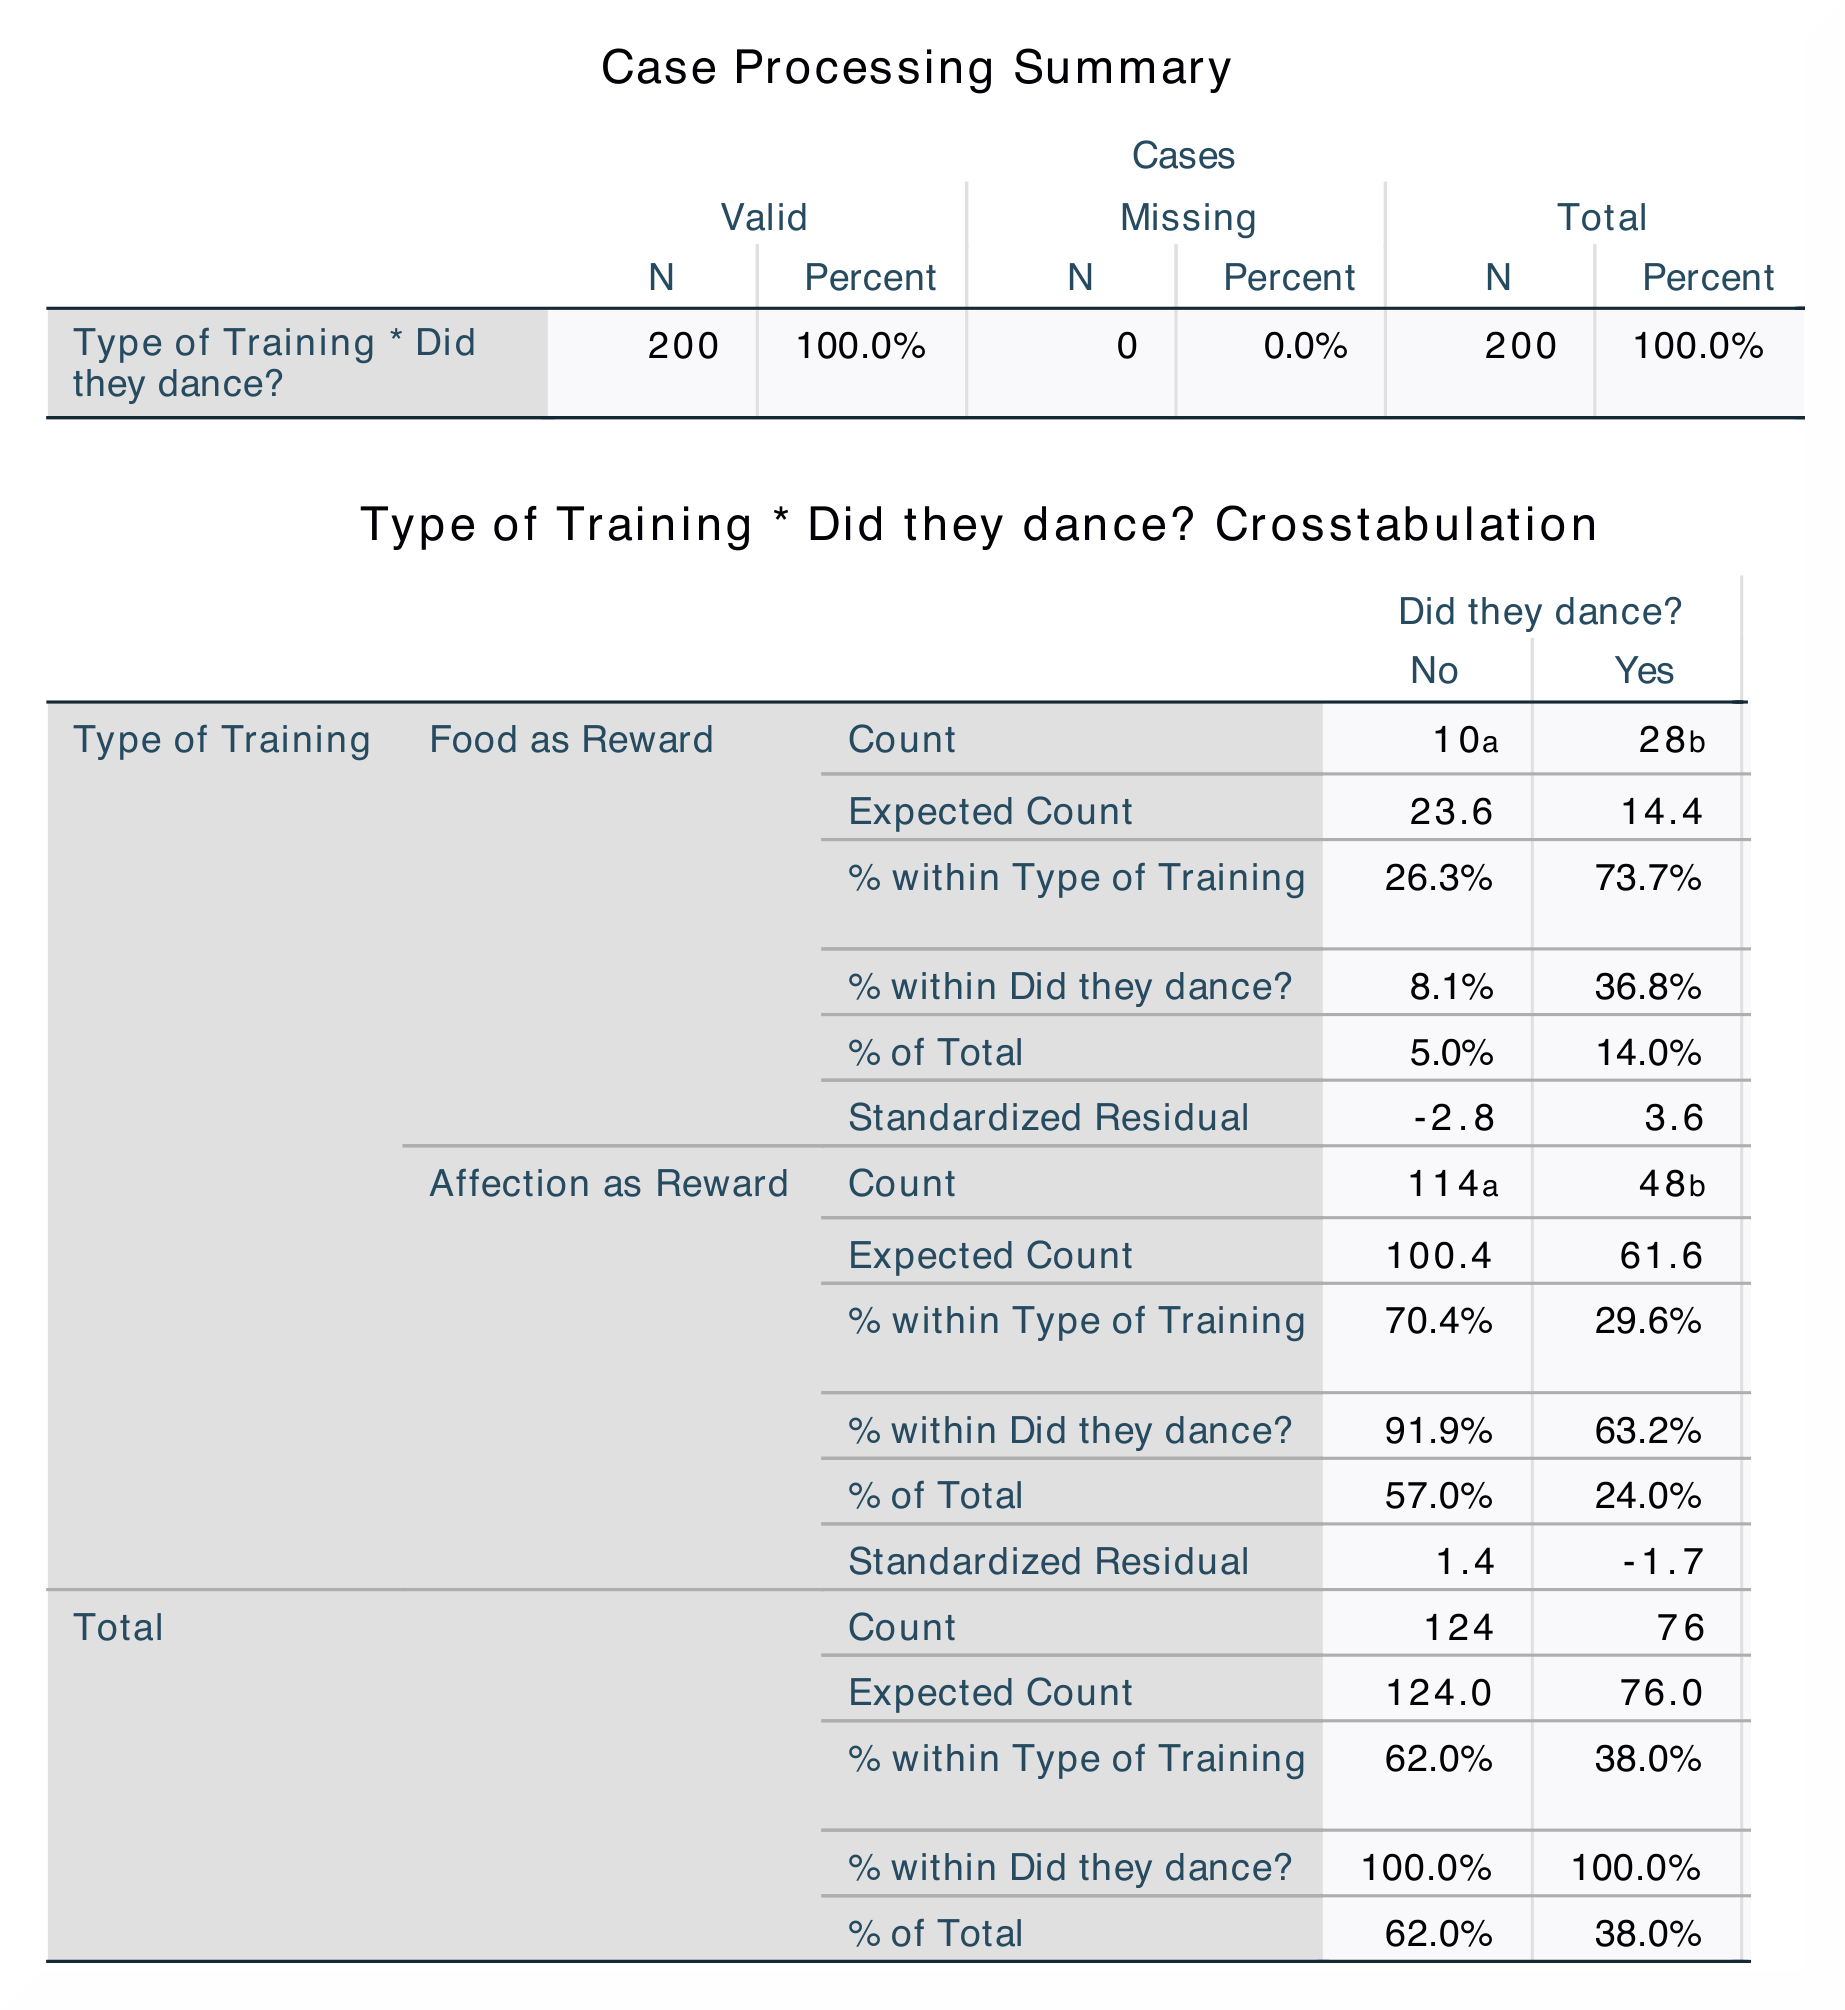 Case Processing Summary
Cases
Valid Missing Total
N Percent N Percent N Percent
Type of Training * Did they dance? 200 100.0% 0 0.0% 200 100.0%
Type of Training * Did they dance? Crosstabulation
Did they dance?
No Yes
Type of Training Food as Reward Count 10a 28b
Expected Count 23.6 14.4
% within Type of Training 26.3% 73.7%
% within Did they dance? 8.1% 36.8%
% of Total 5.0% 14.0%
Standardized Residual -2.8 3.6
Affection as Reward Count 114a 48b
Expected Count 100.4 61.6
% within Type of Training 70.4% 29.6%
% within Did they dance? 91.9% 63.2%
% of Total 57.0% 24.0%
Standardized Residual 1.4 -1.7
Total Count 124 76
Expected Count 124.0 76.0
% within Type of Training 62.0% 38.0%
% within Did they dance? 100.0% 100.0%
% of Total 62.0% 38.0%